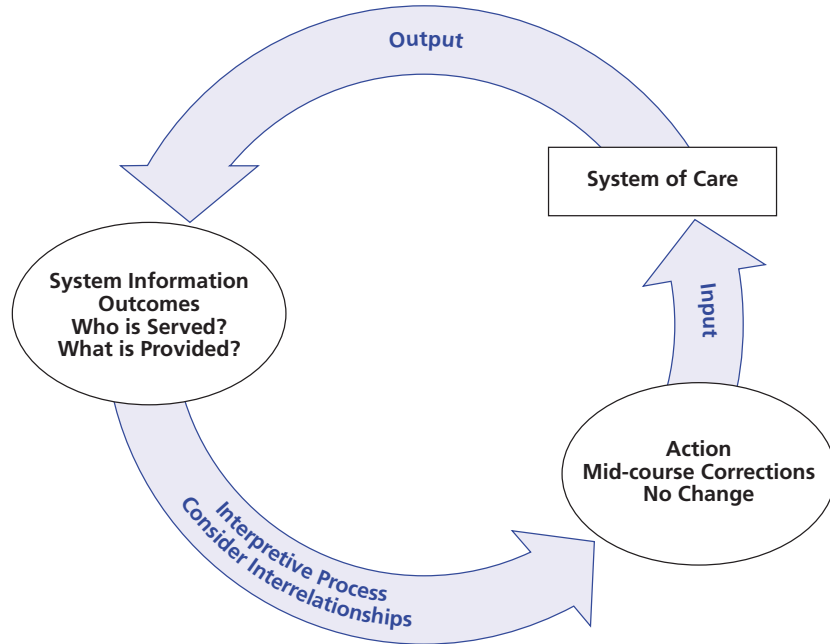 Output
System of Care
System Information
Outcomes
Who is Served?
What is Provided?
Input
Action
Mid-course Corrections
No Change
Interpretive Process
Consider Interrelationships